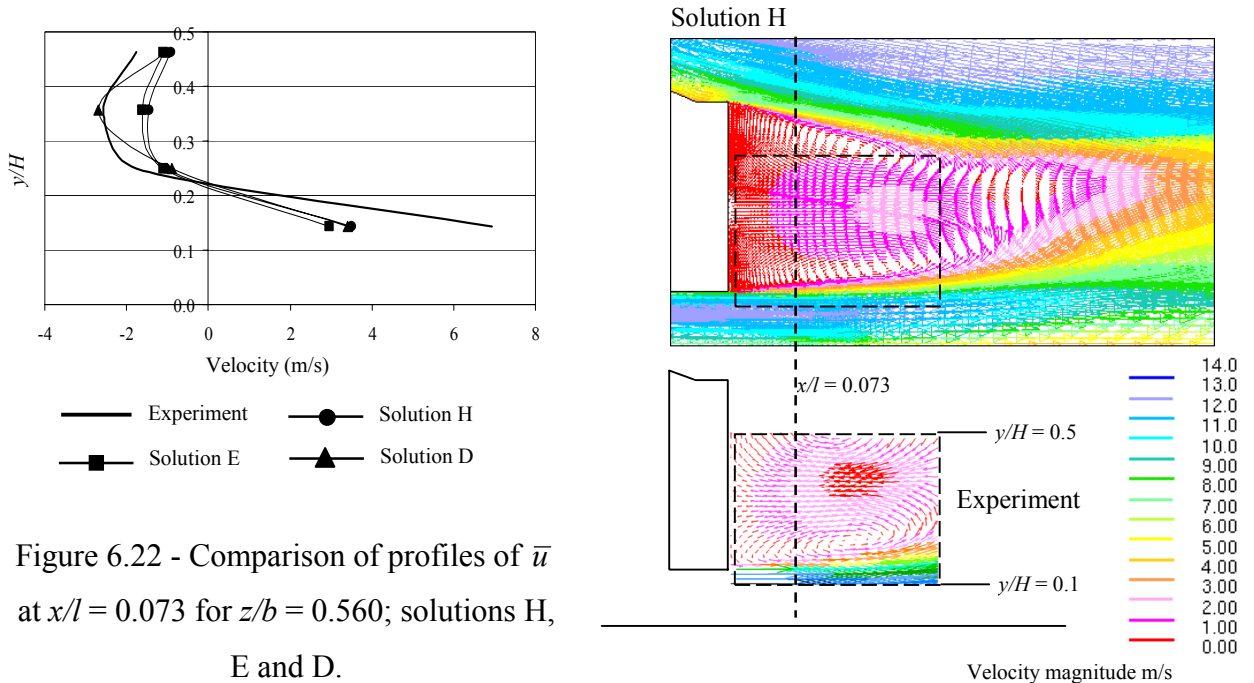 Solution H
0.5
0.4
0.3
0.2
0.1
0.0
y/H
-4
-2
0
2
4
6
8
Velocity (m/s)
Experiment
Solution H
Solution E
Solution D
Figure 6.22 - Comparison of profiles of u̅
at x/l = 0.073 for z/b = 0.560; solutions H,
E and D.
x/l = 0.073
y/H = 0.5
Experiment
y/H = 0.1
14.0
13.0
12.0
11.0
10.0
9.00
8.00
7.00
6.00
5.00
4.00
3.00
2.00
1.00
0.00
Velocity magnitude m/s